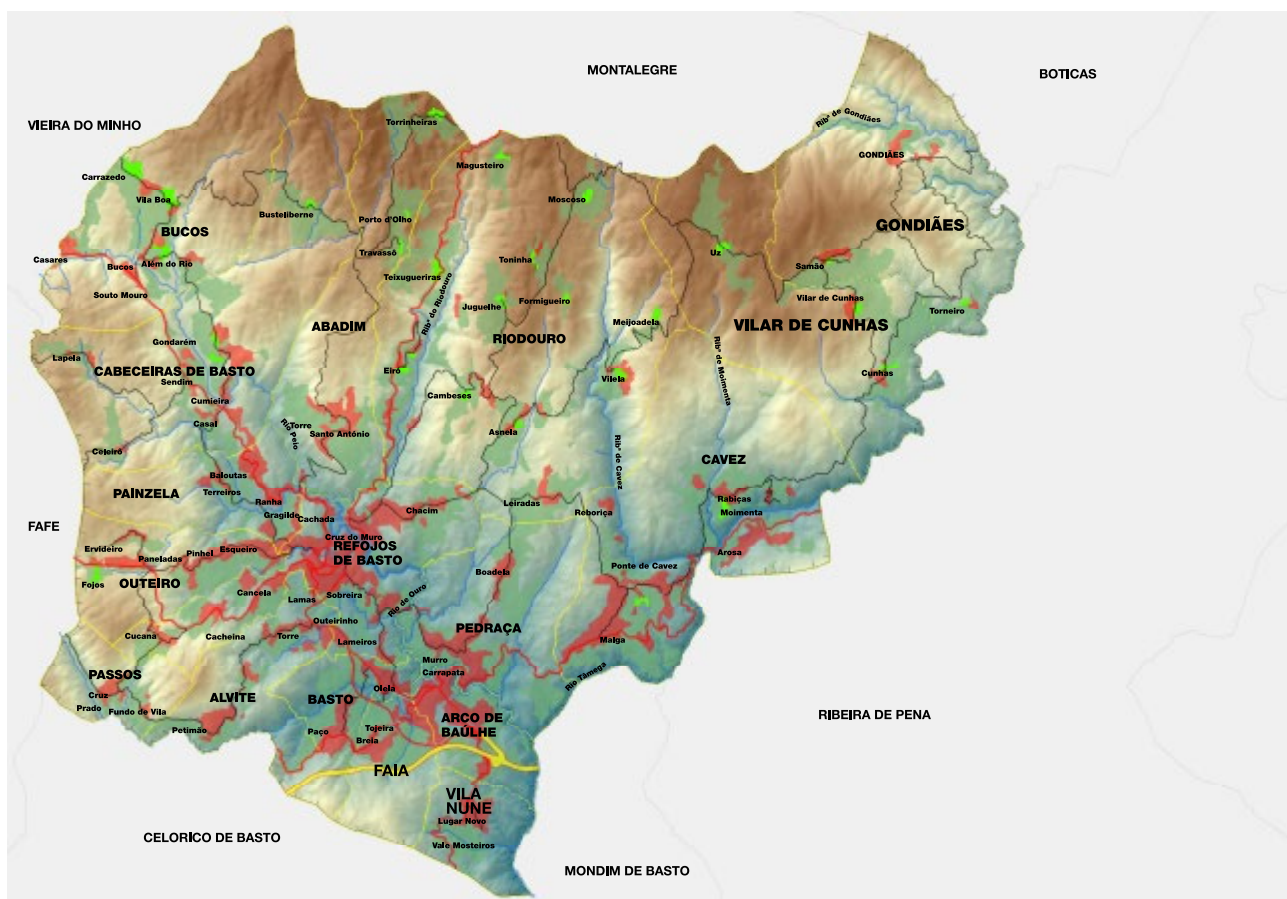 MONTALEGRE
BOTICAS
VIEIRA DO MINHO
Torrinheiras
Ribª de Gondiães
GONDIÃES
Magusteiro
Carrazedo
Vila Boa
Moscoso
Busteliberne
Porto d'Olho
BUCOS
GONDIÃES
Casares
Bucos
Além do Rio
Travassô
Uz
Toninha
Samão
Teixugueriras
Souto Mouro
Juguelhe
Formigueiro
Vilar de Cunhas
Torneiro
Ribª do Riodouro
ABADIM
Meijoadela
VILAR DE CUNHAS
RIODOURO
Gondarém
Lapela
CABECEIRAS DE BASTO
Eiró
Vilela
Ribª de Moimenta
Cunhas
Sendim
Cambeses
Cumieira
Casal
Torre
Santo António
Rio Peio
Asnela
Ribª de Cavez
Celeirô
CAVEZ
Baloutas
PAÍNZELA
Terreiros
Ranha
Leiradas
Rabiças
Gragilde
Cachada
Chacim
Reboriça
Moimenta
FAFE
Cruz do Muro
REFOJOS
DE BASTO
Ervideiro
Paneladas
Pinhel
Esqueiro
Arosa
Ponte de Cavez
Fojos
OUTEIRO
Boadela
Cancela
Lamas
Sobreira
Rio de Ouro
Outeirinho
PEDRAÇA
Cucana
Cacheina
Torre
Lameiros
Malga
Murro
Carrapata
PASSOS
Rio Tâmega
Cruz
ALVITE
BASTO
Olela
Prado
Fundo de Vila
ARCO DE
BAÚLHE
RIBEIRA DE PENA
Petimão
Paço
Tojeira
Breia
FAIA
VILA
NUNE
Lugar Novo
CELORICO DE BASTO
Vale Mosteiros
MONDIM DE BASTO